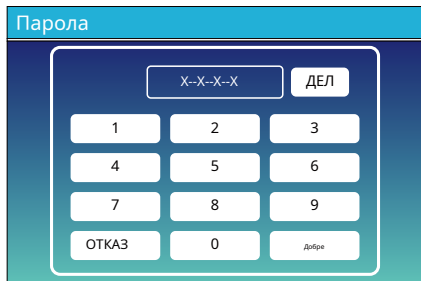 Парола
X--X--X--X ДЕЛ
1 2 3
4 5 6
7 8 9
ОТКАЗ 0 Добре